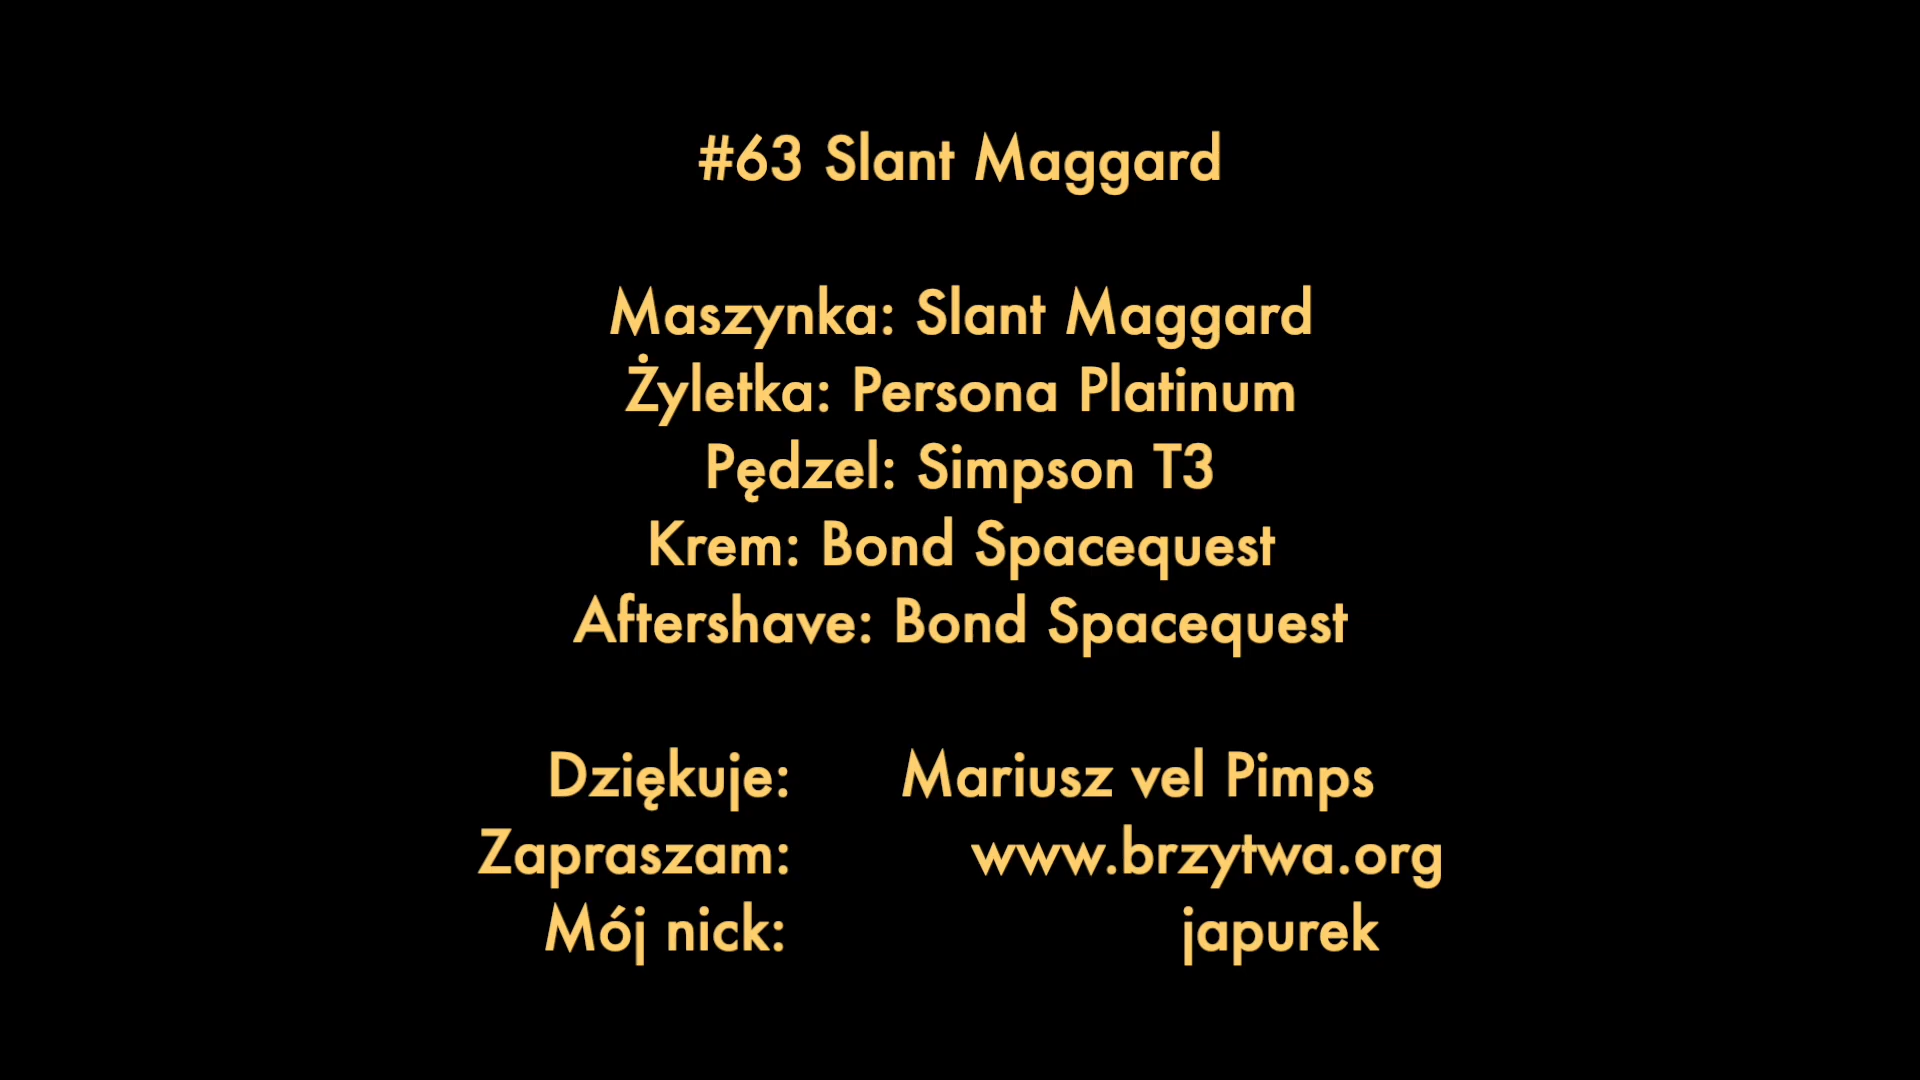 #63 Slant Maggard
Maszynka: Slant Maggard
Żyletka: Persona Platinum
Pędzel: Simpson T3
Krem: Bond Spacequest
Aftershave: Bond Spacequest
Dziękuje: Mariusz vel Pimps
Zapraszam: www.brzytwa.org
Mój nick: japurek